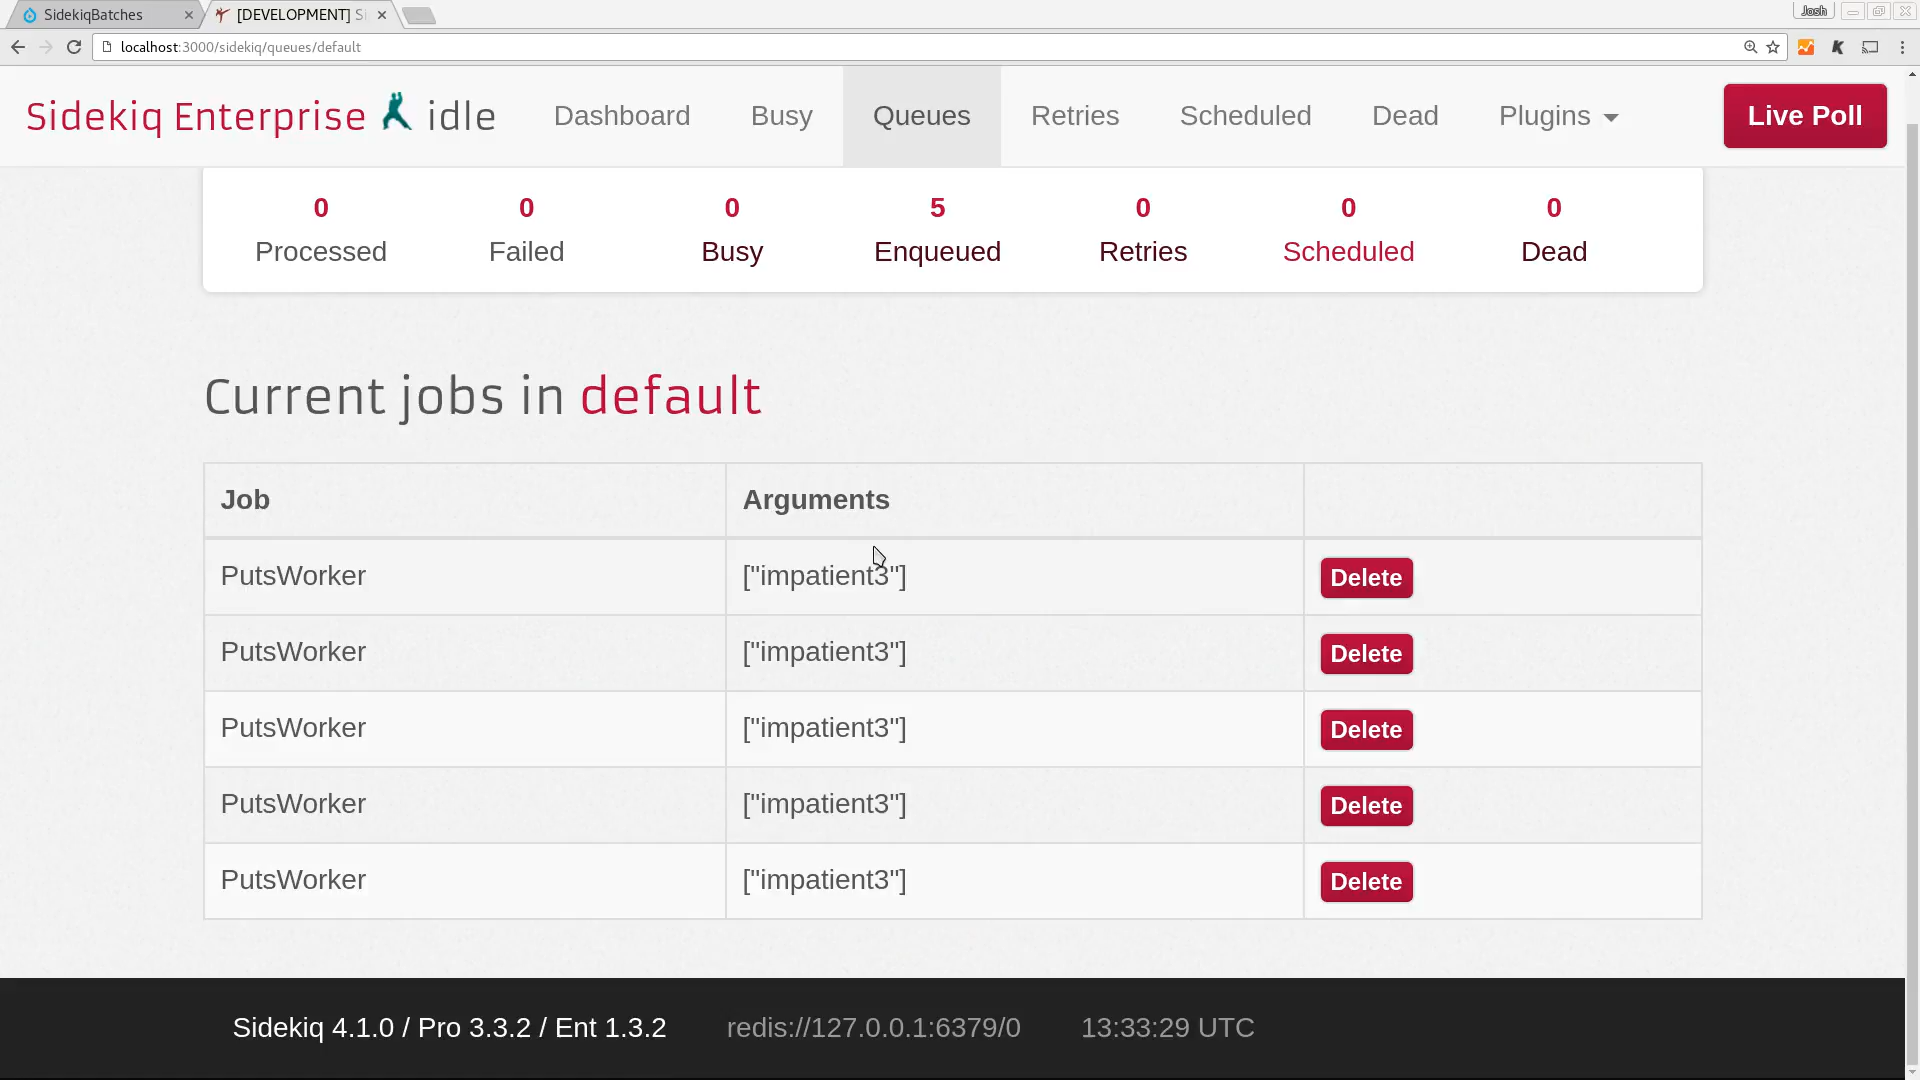 SidekiqBatches
[DEVELOPMENT] Si
Josh
localhost:3000/sidekiq/queues/default
Sidekiq Enterprise idle Dashboard Busy Queues Retries Scheduled Dead Plugins Live Poll
0 0 0 5 0 0 0
Processed Failed Busy Enqueued Retries Scheduled Dead
Current jobs in default
Job Arguments
PutsWorker ["impatient3"] Delete
PutsWorker ["impatient3"] Delete
PutsWorker ["impatient3"] Delete
PutsWorker ["impatient3"] Delete
PutsWorker ["impatient3"] Delete
Sidekiq 4.1.0 / Pro 3.3.2 / Ent 1.3.2 redis://127.0.0.1:6379/0 13:33:29 UTC